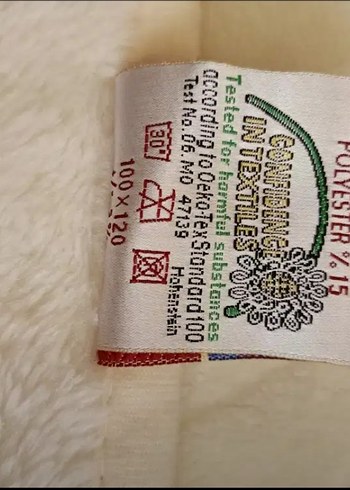 POLYESTER % 15
CONFIDENCE
IN TEXTILES
Tested for harmful substances
according to Oeko-Tex Standard 100
Test No. 06.M0 47139 Hohenstein
30°
100 x 120